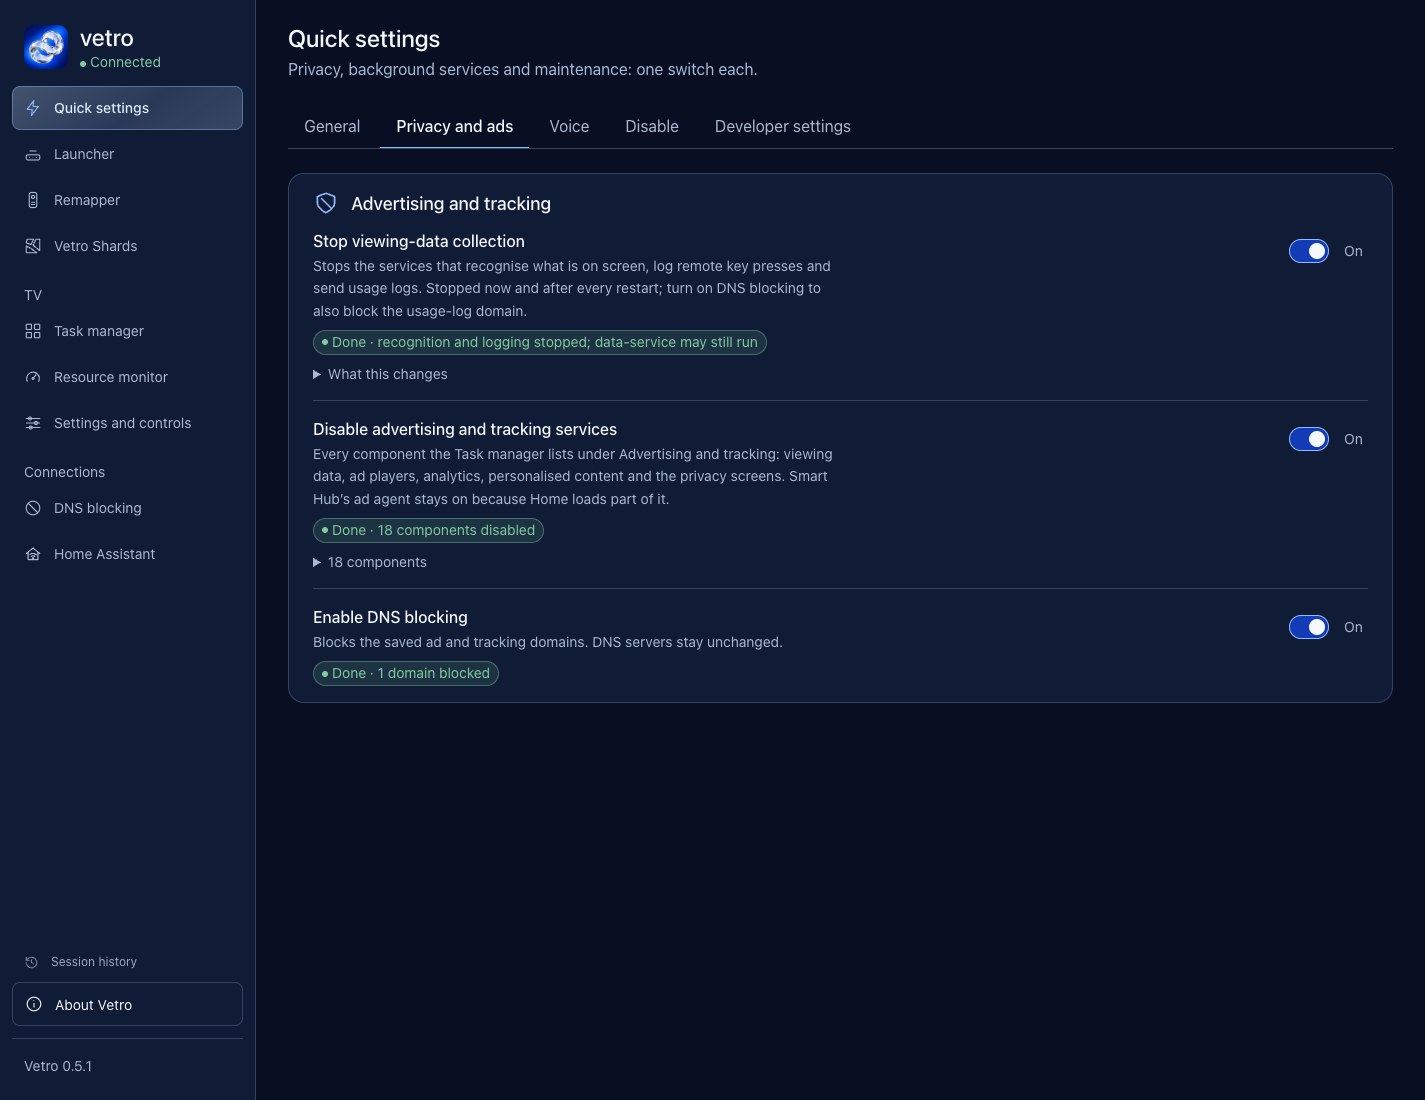 vetro
Connected
Quick settings
Launcher
Remapper
Vetro Shards
TV
Task manager
Resource monitor
Settings and controls
Connections
DNS blocking
Home Assistant
Session history
About Vetro
Vetro 0.5.1
Quick settings
Privacy, background services and maintenance: one switch each.
General
Privacy and ads
Voice
Disable
Developer settings
Advertising and tracking
Stop viewing-data collection
On
Stops the services that recognise what is on screen, log remote key presses and
send usage logs. Stopped now and after every restart; turn on DNS blocking to
also block the usage-log domain.
Done · recognition and logging stopped; data-service may still run
What this changes
Disable advertising and tracking services
On
Every component the Task manager lists under Advertising and tracking: viewing
data, ad players, analytics, personalised content and the privacy screens. Smart
Hub's ad agent stays on because Home loads part of it.
Done · 18 components disabled
18 components
Enable DNS blocking
On
Blocks the saved ad and tracking domains. DNS servers stay unchanged.
Done · 1 domain blocked